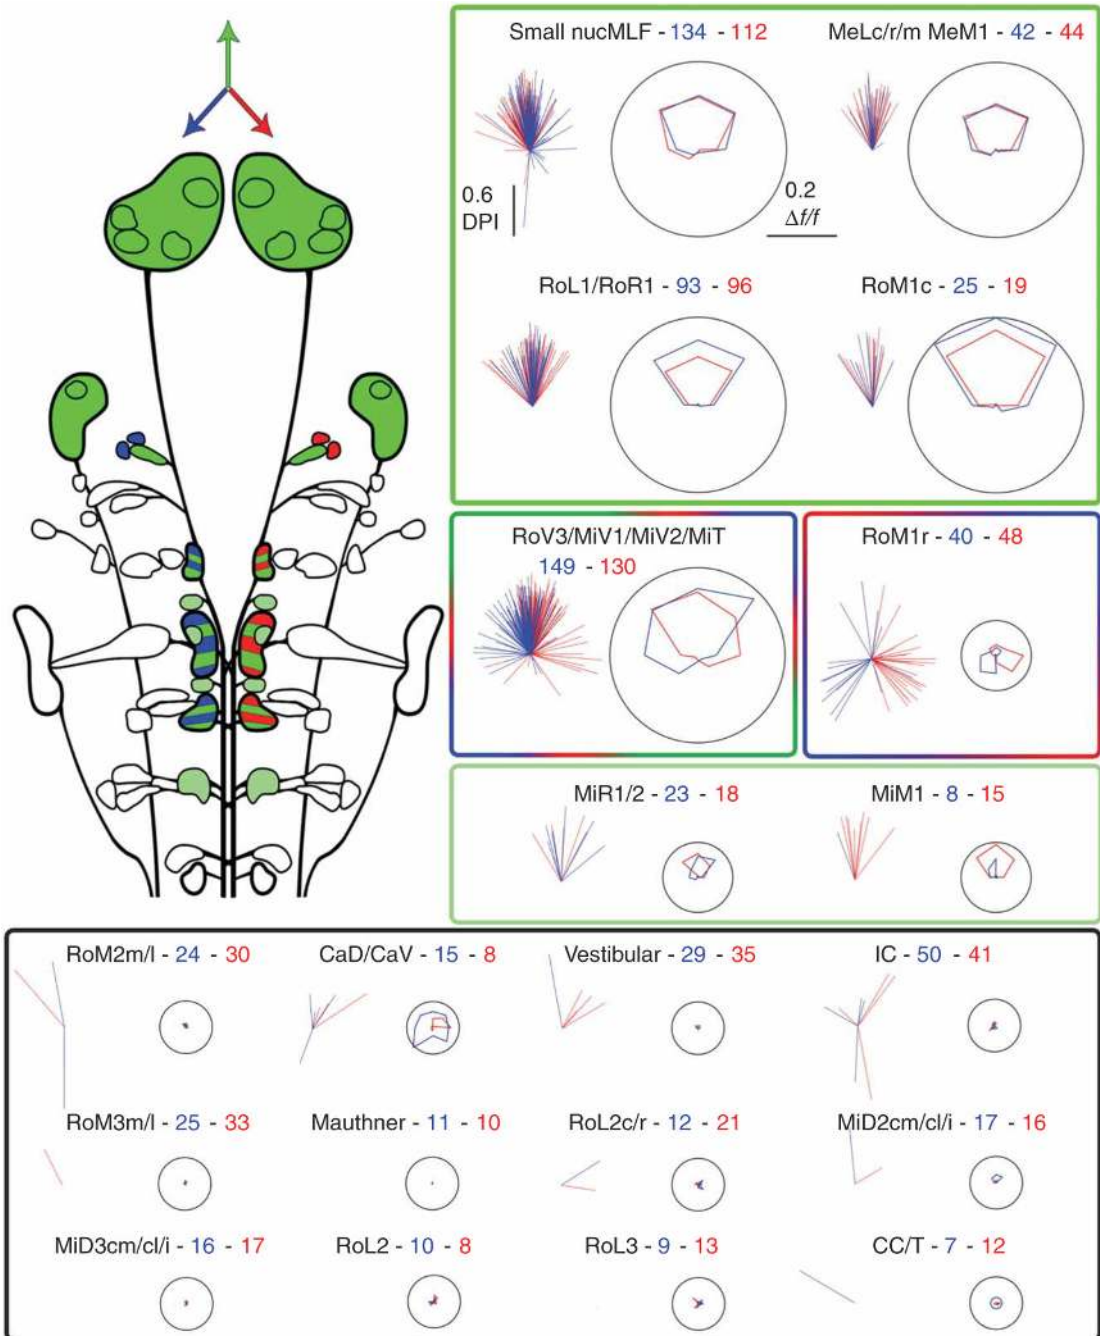 Small nucMLF - 134 - 112 MeLc/r/m MeM1 - 42 - 44
0.6
DPI
0.2
Δf/f
RoL1/RoR1 - 93 - 96 RoM1c - 25 - 19
RoV3/MiV1/MiV2/MiT
149 - 130
RoM1r - 40 - 48
MiR1/2 - 23 - 18 MiM1 - 8 - 15
RoM2m/l - 24 - 30 CaD/CaV - 15 - 8 Vestibular - 29 - 35 IC - 50 - 41
RoM3m/l - 25 - 33 Mauthner - 11 - 10 RoL2c/r - 12 - 21 MiD2cm/cl/i - 17 - 16
MiD3cm/cl/i - 16 - 17 RoL2 - 10 - 8 RoL3 - 9 - 13 CC/T - 7 - 12